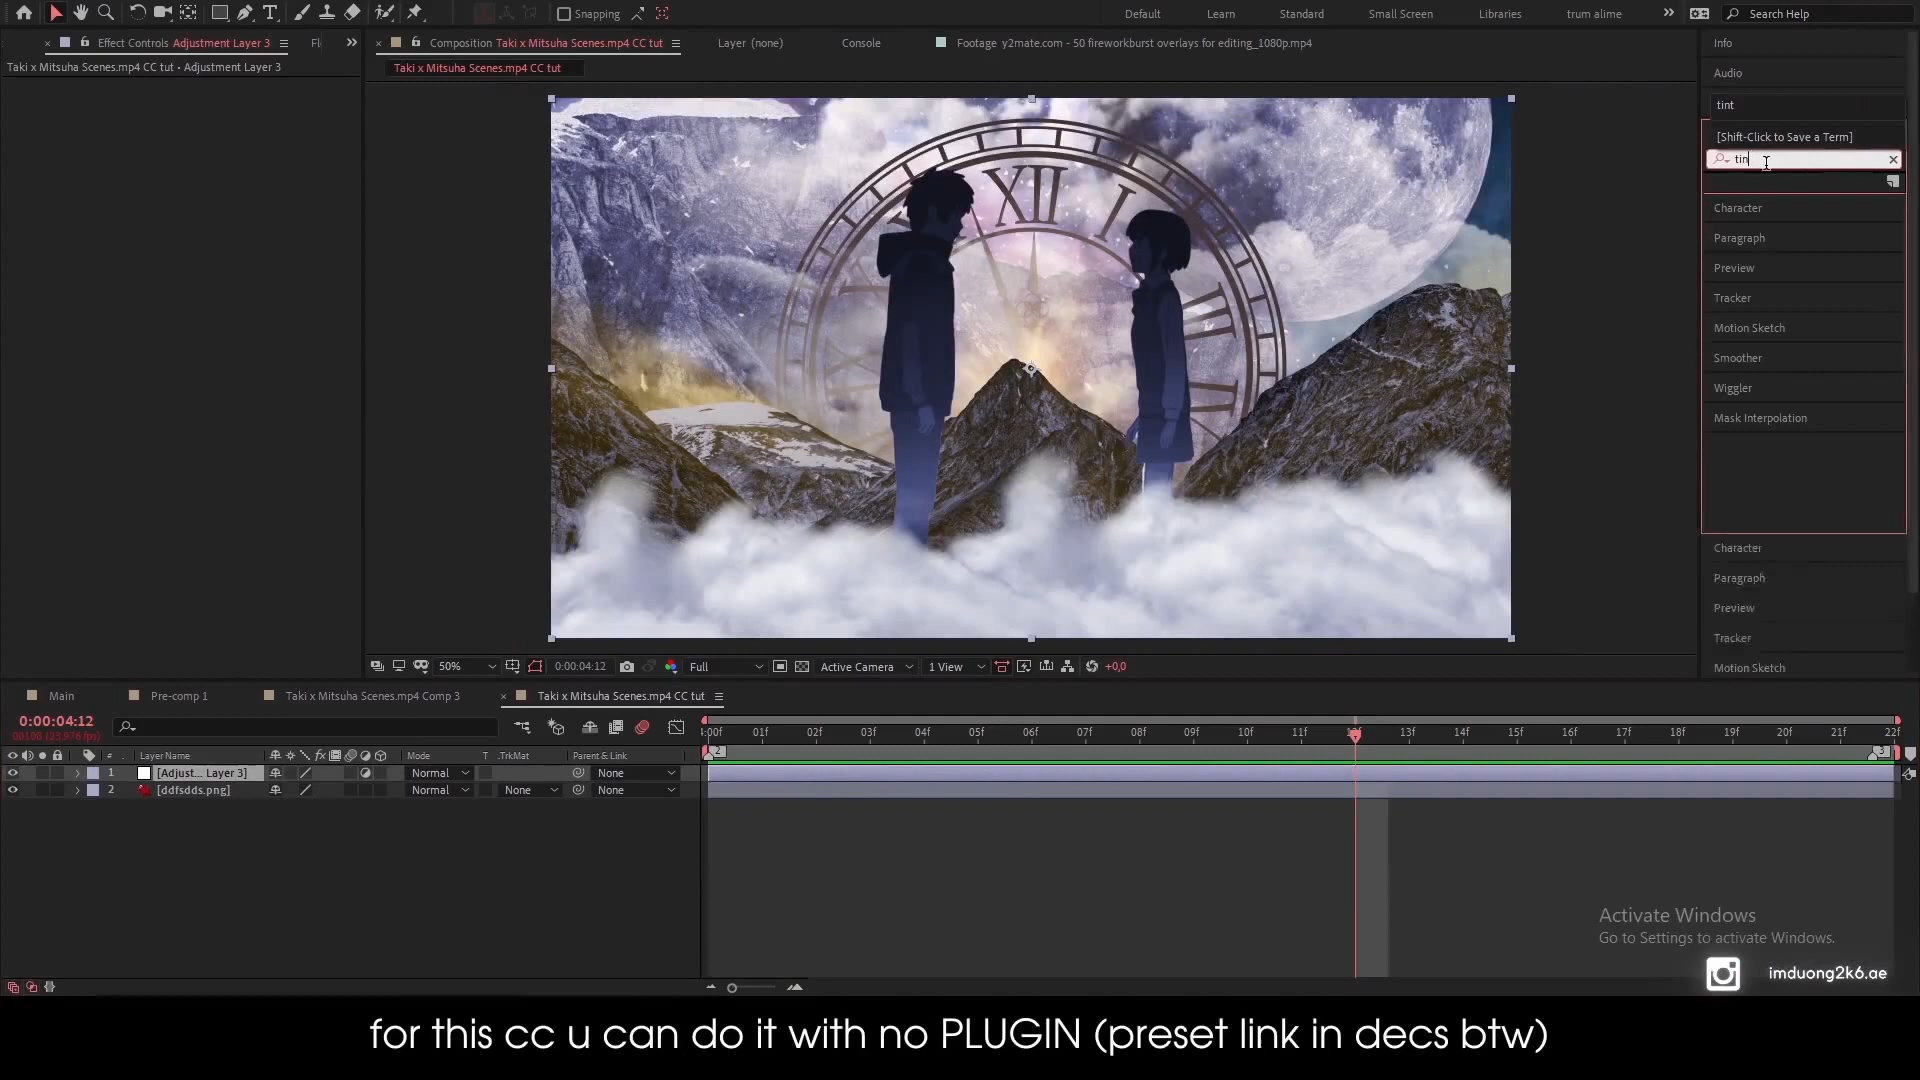 Snapping
Default
Learn
Standard
Small Screen
Libraries
trum alime
Search Help
Effect Controls Adjustment Layer 3
Fl
Composition Taki x Mitsuha Scenes.mp4 CC tut
Layer (none)
Console
Footage y2mate.com - 50 fireworkburst overlays for editing_1080p.mp4
Info
Taki x Mitsuha Scenes.mp4 CC tut • Adjustment Layer 3
Taki x Mitsuha Scenes.mp4 CC tut
Audio
tint
[Shift-Click to Save a Term]
tin
Character
Paragraph
Preview
Tracker
Motion Sketch
Smoother
Wiggler
Mask Interpolation
Character
Paragraph
Preview
Tracker
Motion Sketch
XII
I
50%
0:00:04:12
Full
Active Camera
1 View
+0,0
Main
Pre-comp 1
Taki x Mitsuha Scenes.mp4 Comp 3
Taki x Mitsuha Scenes.mp4 CC tut
0:00:04:12
00108 (23.976 fps)
:00f 01f 02f 03f 04f 05f 06f 07f 08f 09f 10f 11f 12f 13f 14f 15f 16f 17f 18f 19f 20f 21f 22f
2
3
# Layer Name
fx
Mode
T .TrkMat
Parent & Link
1 [Adjust... Layer 3]
Normal
None
2 [ddfsdds.png]
Normal
None
None
Activate Windows
Go to Settings to activate Windows.
imduong2k6.ae
for this cc u can do it with no PLUGIN (preset link in decs btw)